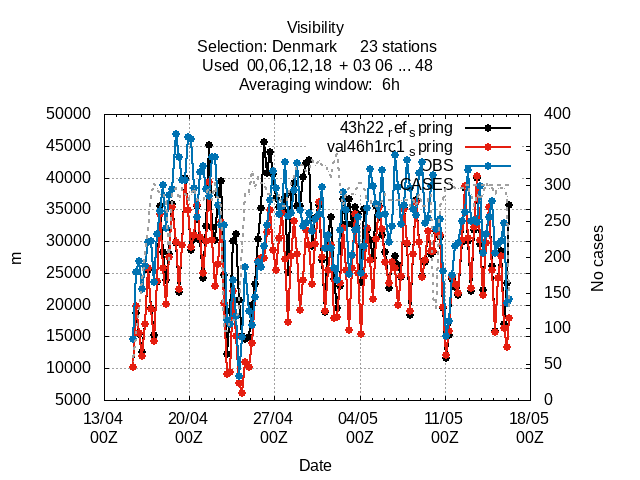 Visibility
Selection: Denmark 23 stations
Used 00,06,12,18 + 03 06 ... 48
Averaging window: 6h
50000
45000
40000
35000
30000
25000
20000
15000
10000
5000
m
400
350
300
250
200
150
100
50
0
No cases
43h22_ref_spring
val46h1rc1_spring
OBS
CASES
13/04 00Z
20/04 00Z
27/04 00Z
04/05 00Z
11/05 00Z
18/05 00Z
Date